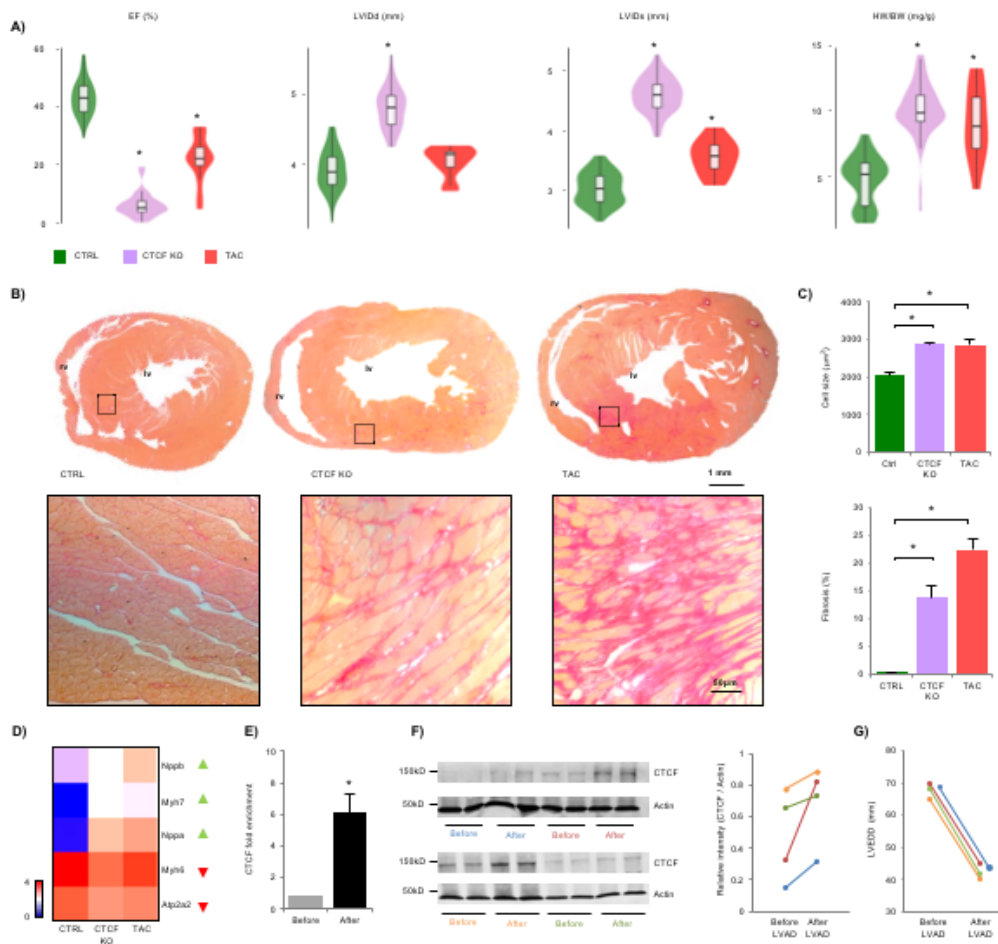 A)
EF (%)
LVIDd (mm)
LVIDs (mm)
HW/BW (mg/g)
60
40
20
0
5
4
5
4
3
15
10
5
*
*
*
*
*
*
*
CTRL
CTCF KO
TAC
B)
rv
lv
rv
lv
rv
lv
CTRL
CTCF KO
TAC
1 mm
50µm
C)
Cell size (µm²)
4000
3000
2000
1000
0
*
*
Ctrl
CTCF KO
TAC
Fibrosis (%)
30
25
20
15
10
5
0
*
*
CTRL
CTCF KO
TAC
D)
Nppb
Myh7
Nppa
Myh6
Atp2a2
0
CTRL
CTCF KO
TAC
E)
CTCF fold enrichment
10
8
6
4
2
0
*
Before
After
F)
150kD
CTCF
50kD
Actin
Before
After
Before
After
150kD
CTCF
50kD
Actin
Before
After
Before
After
Relative intensity (CTCF / Actin)
1
0.8
0.6
0.4
0.2
0
Before LVAD
After LVAD
G)
LVEDD (mm)
80
70
60
50
40
30
Before LVAD
After LVAD